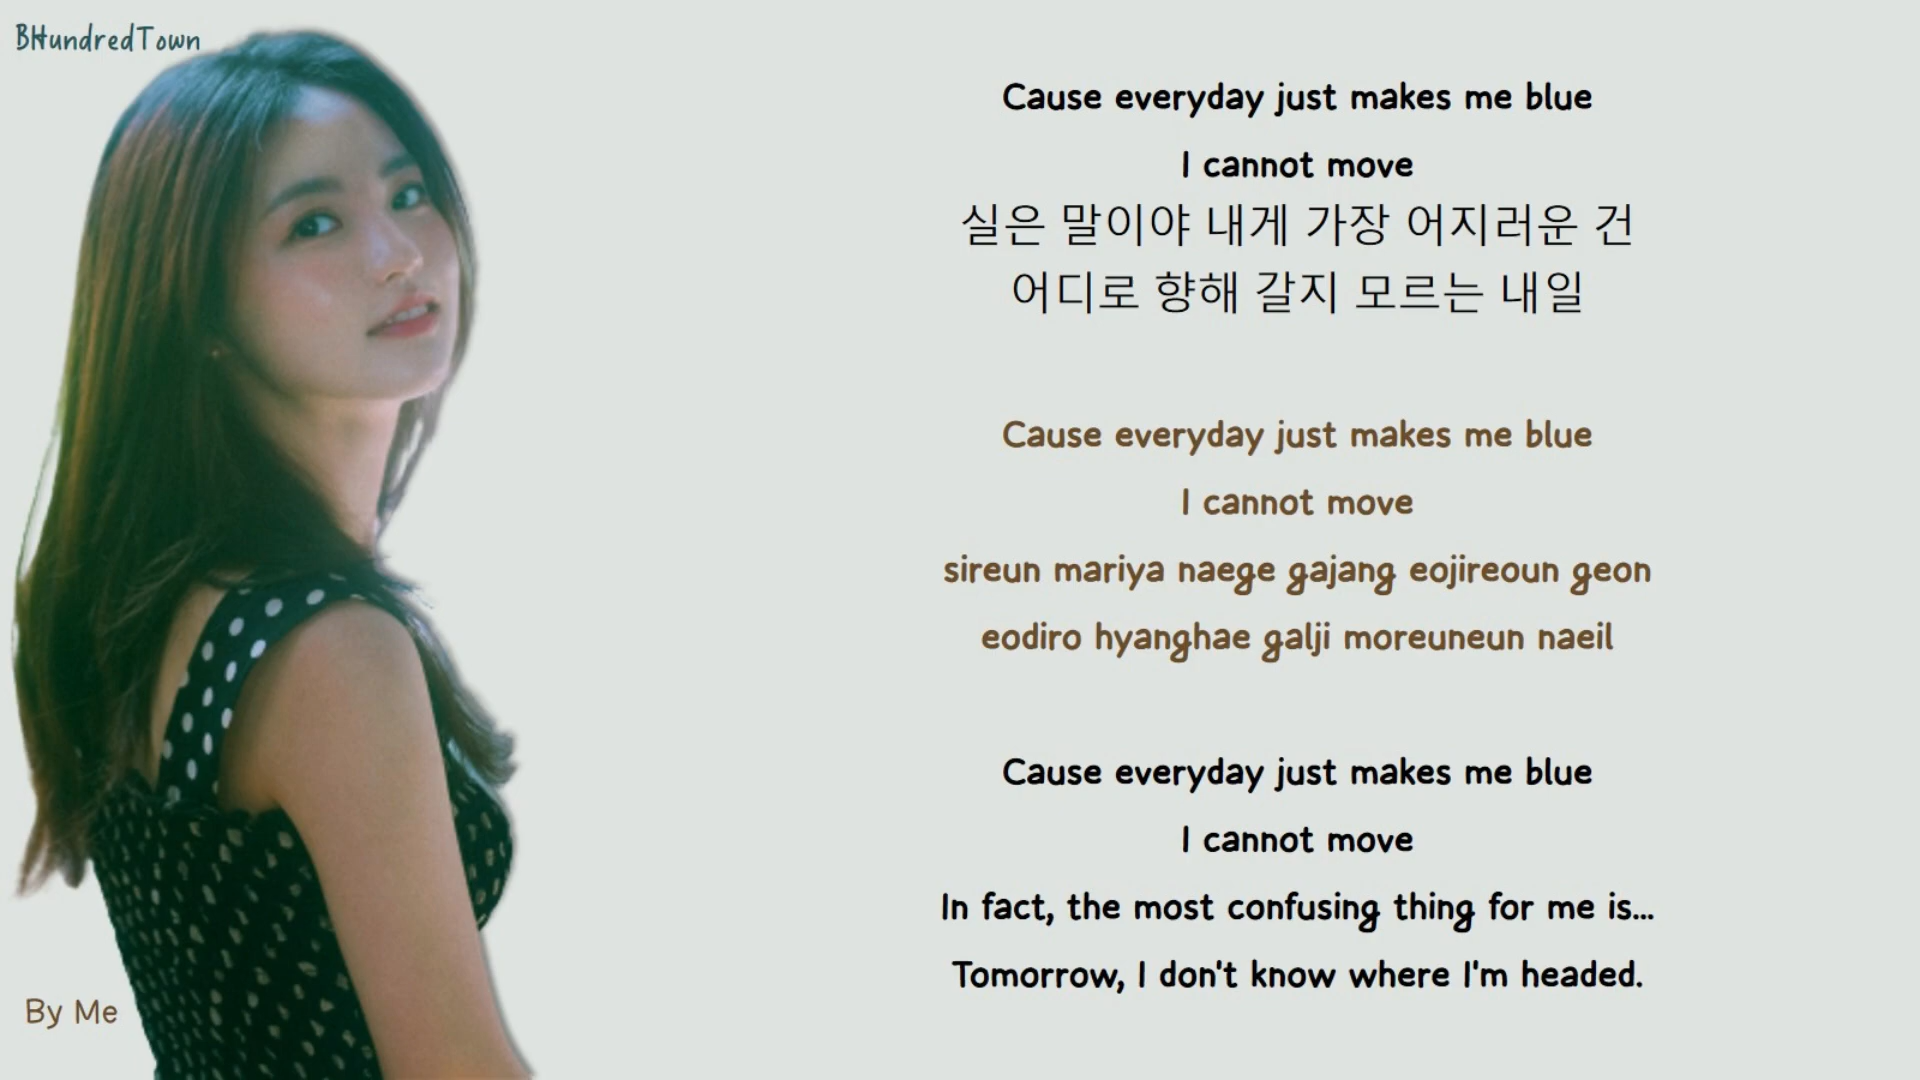 BHundredTown
Cause everyday just makes me blue
I cannot move
실은 말이야 내게 가장 어지러운 건
어디로 향해 갈지 모르는 내일
Cause everyday just makes me blue
I cannot move
sireun mariya naege gajang eojireoun geon
eodiro hyanghae galji moreuneun naeil
Cause everyday just makes me blue
I cannot move
In fact, the most confusing thing for me is...
Tomorrow, I don't know where I'm headed.
By Me